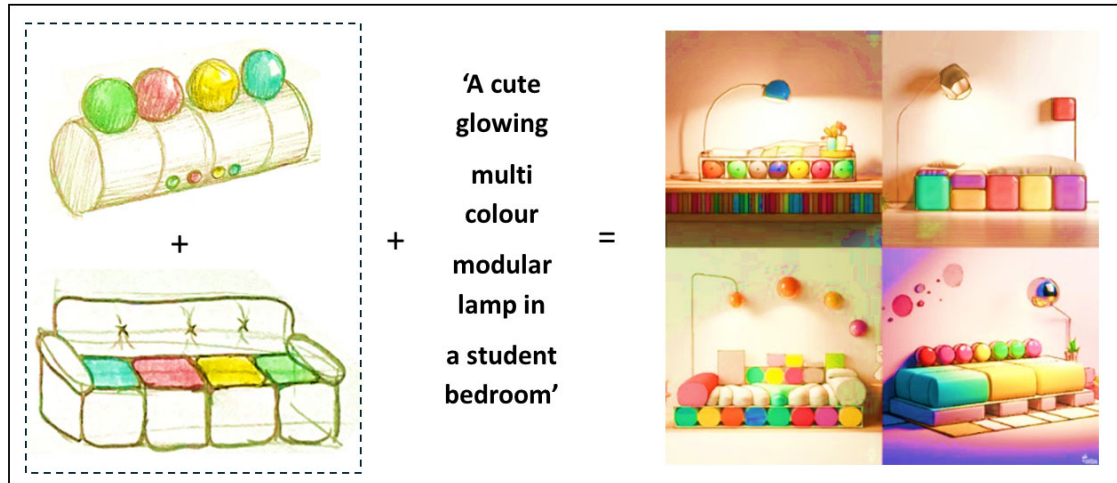 +
+
'A cute
glowing
multi
colour
modular
lamp in
a student
bedroom'
=